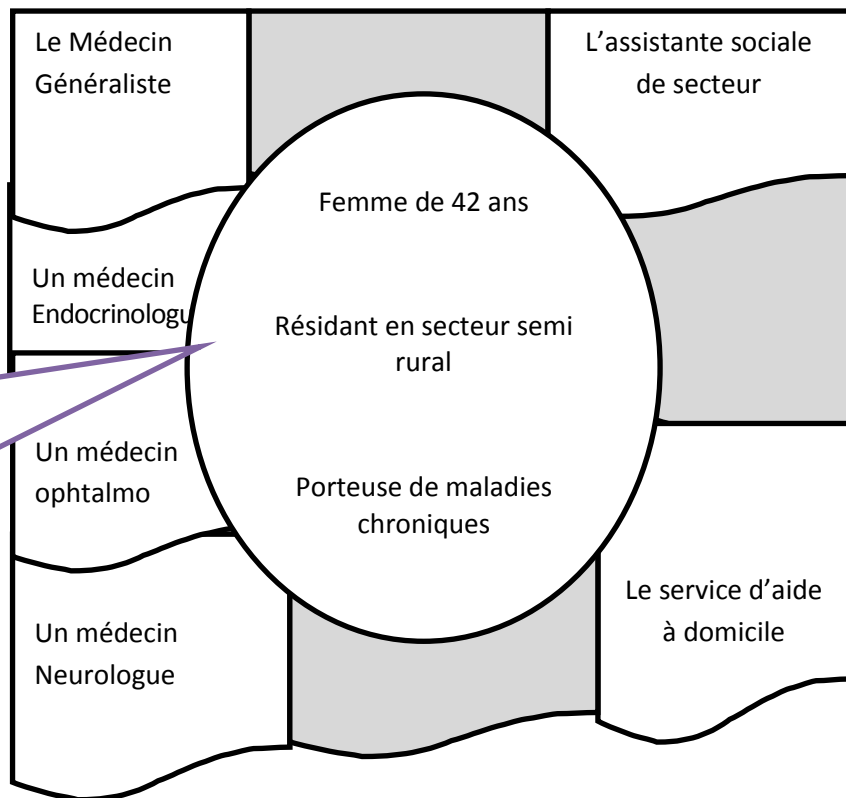 Le Médecin
Généraliste
L’assistante sociale
de secteur
Femme de 42 ans
Un médecin
Endocrinologu
Résidant en secteur semi
rural
Un médecin
ophtalmo
Porteuse de maladies
chroniques
Le service d’aide
à domicile
Un médecin
Neurologue